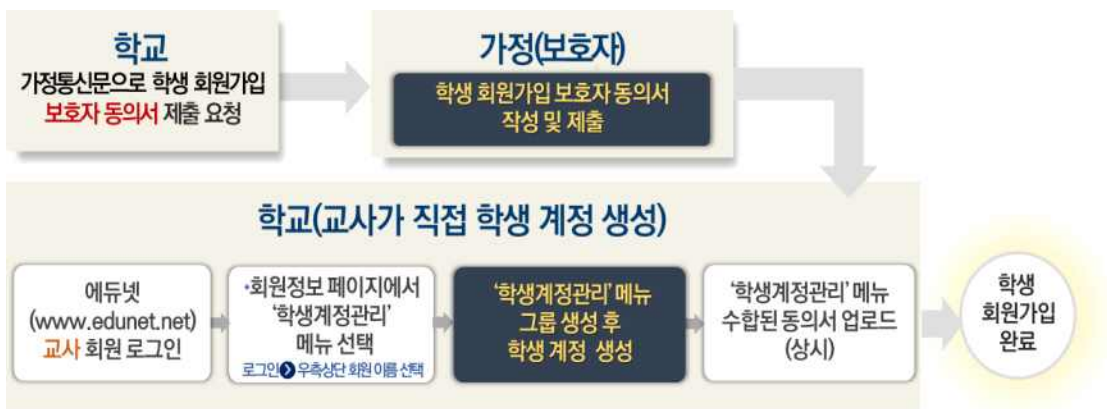 학교
가정통신문으로 학생 회원가입
보호자 동의서 제출 요청
가정(보호자)
학생 회원가입 보호자 동의서
작성 및 제출
학교(교사가 직접 학생 계정 생성)
에듀넷
(www.edunet.net)
교사 회원 로그인
•회원정보 페이지에서
‘학생계정관리’
메뉴 선택
로그인 > 우측상단 회원 이름 선택
‘학생계정관리’ 메뉴
그룹 생성 후
학생 계정 생성
‘학생계정관리’ 메뉴
수합된 동의서 업로드
(상시)
학생
회원가입
완료